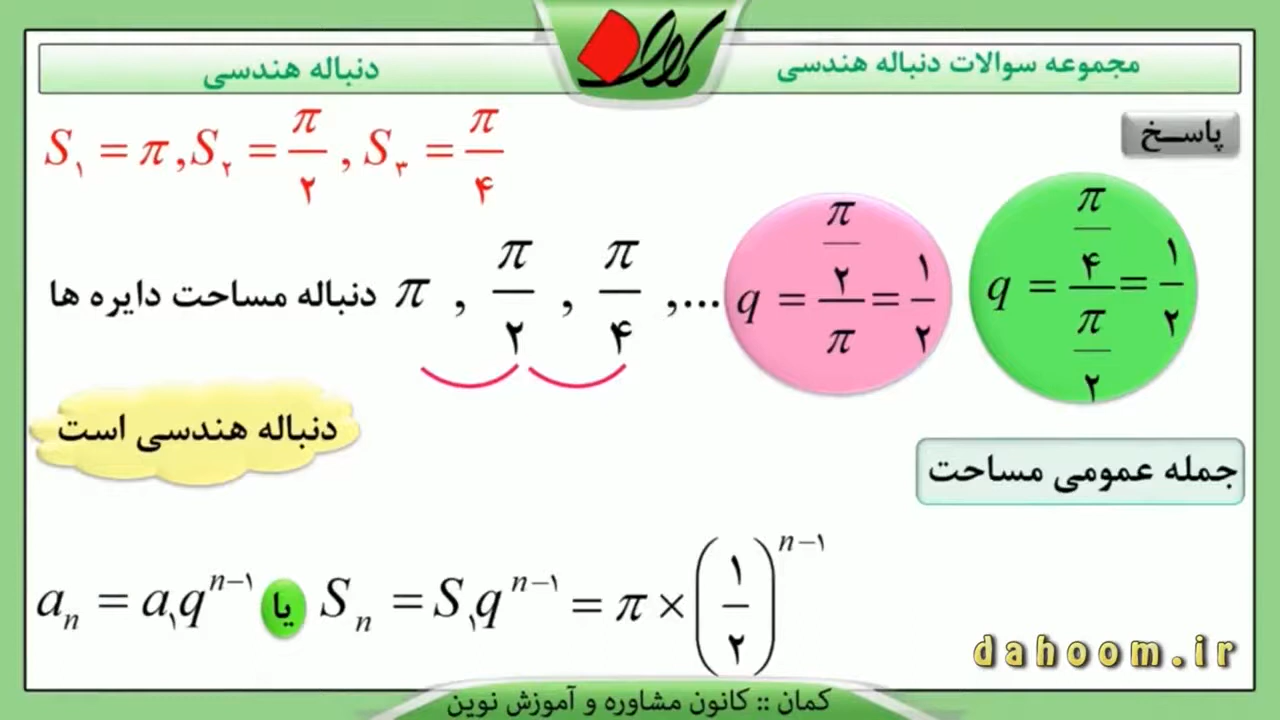 مجموعه سوالات دنباله هندسی
کمان
دنباله هندسی
پاسخ
S۱ = π , S۲ = π/۲ , S۳ = π/۴
دنباله مساحت دایره ها π , π/۲ , π/۴ ,...
q = (π/۲)/π = ۱/۲
q = (π/۴)/(π/۲) = ۱/۲
دنباله هندسی است
جمله عمومی مساحت
aₙ = a۱qⁿ⁻۱ یا Sₙ = S۱qⁿ⁻۱ = π × (۱/۲)ⁿ⁻۱
dahoom.ir
کمان :: کانون مشاوره و آموزش نوین